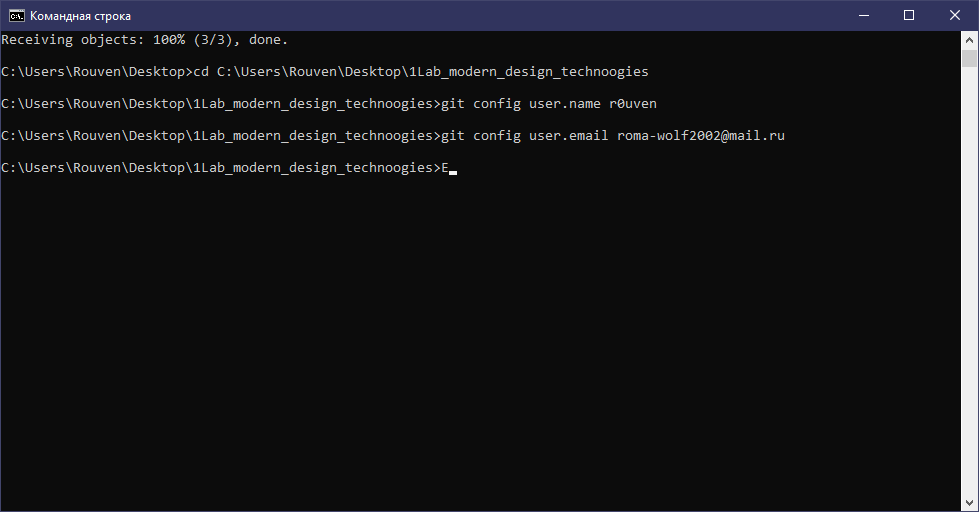 Командная строка
Receiving objects: 100% (3/3), done.
C:\Users\Rouven\Desktop>cd C:\Users\Rouven\Desktop\1Lab_modern_design_technoogies
C:\Users\Rouven\Desktop\1Lab_modern_design_technoogies>git config user.name r0uven
C:\Users\Rouven\Desktop\1Lab_modern_design_technoogies>git config user.email roma-wolf2002@mail.ru
C:\Users\Rouven\Desktop\1Lab_modern_design_technoogies>E